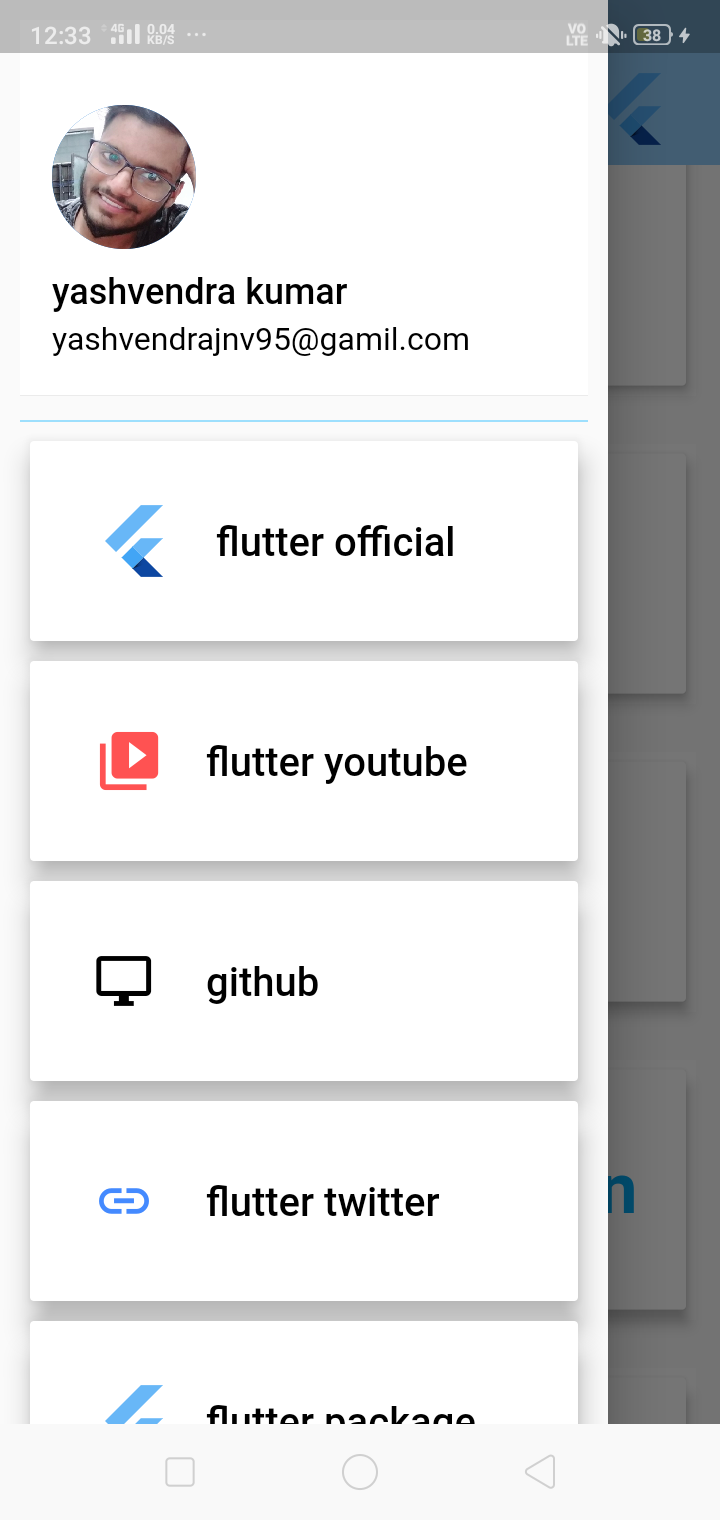 12:33 4G 0.04 KB/S ... VO LTE 38
yashvendra kumar
yashvendrajnv95@gamil.com
flutter official
flutter youtube
github
n
flutter twitter
flutter package